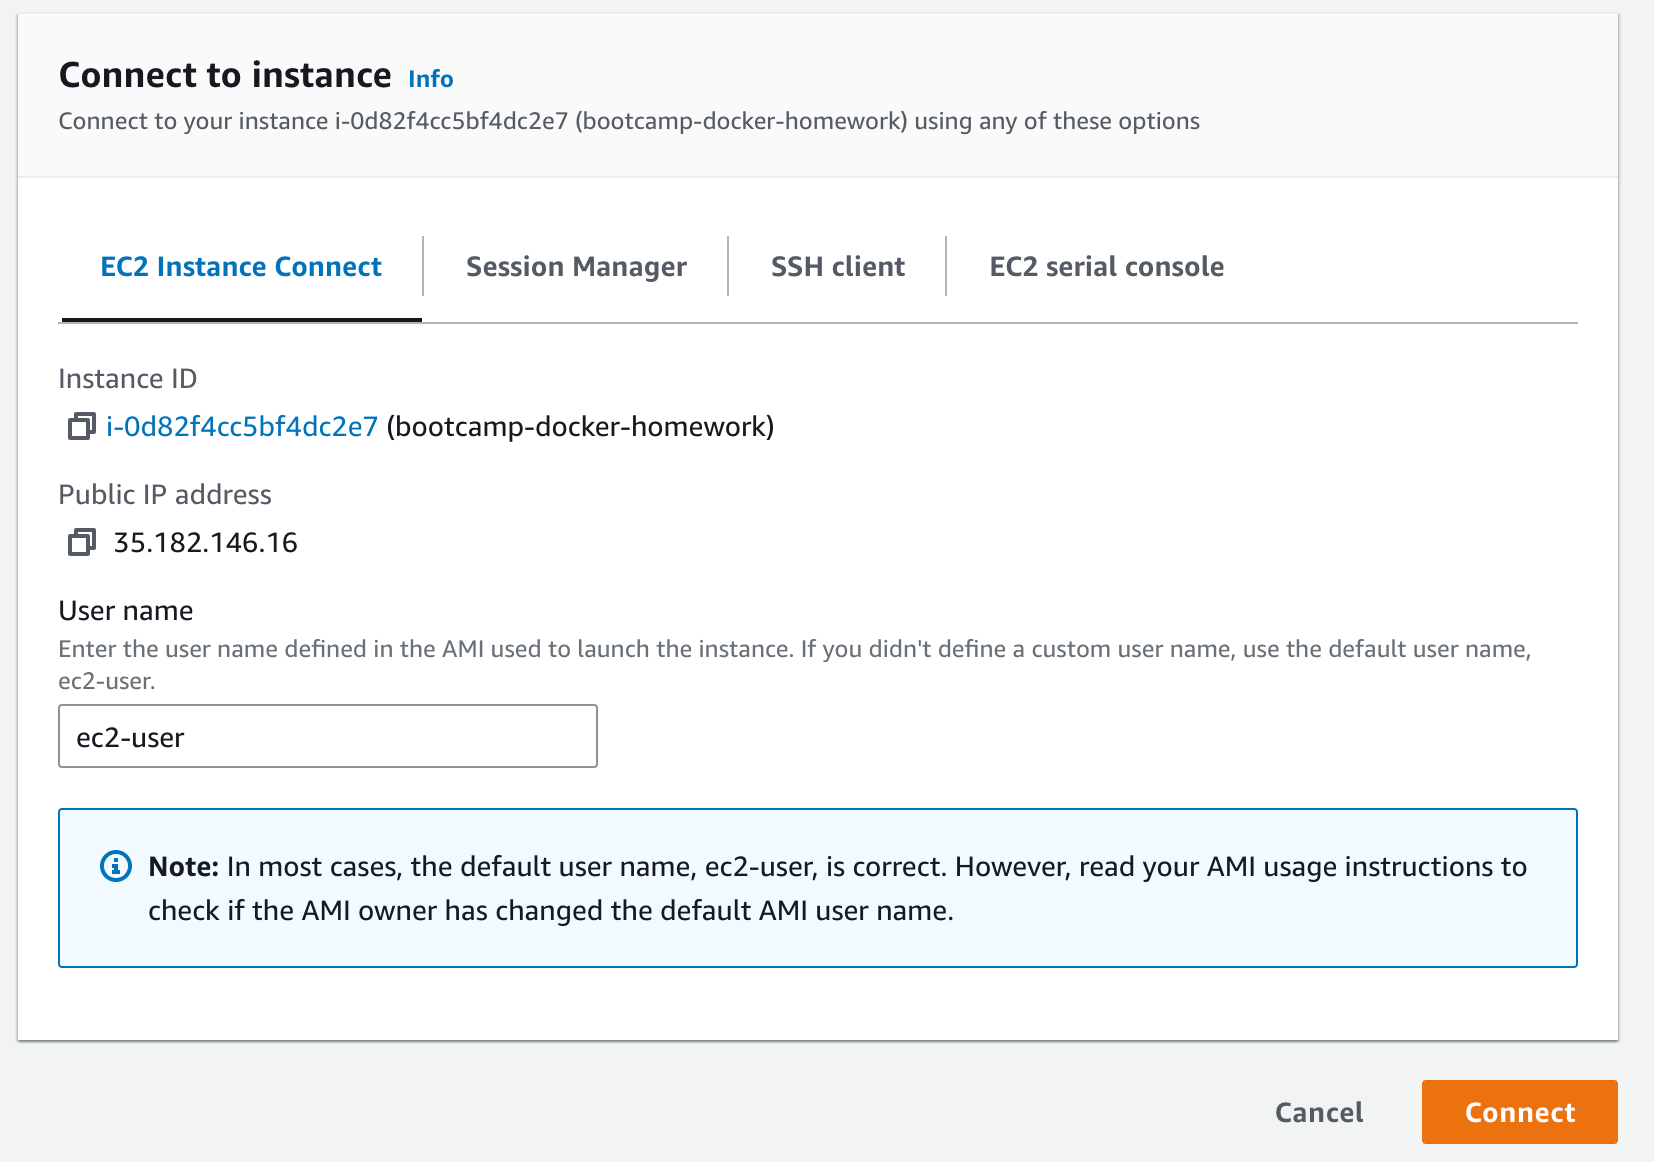 Connect to instance Info
Connect to your instance i-0d82f4cc5bf4dc2e7 (bootcamp-docker-homework) using any of these options
EC2 Instance Connect Session Manager SSH client EC2 serial console
Instance ID
i-0d82f4cc5bf4dc2e7 (bootcamp-docker-homework)
Public IP address
35.182.146.16
User name
Enter the user name defined in the AMI used to launch the instance. If you didn't define a custom user name, use the default user name,
ec2-user.
ec2-user
Note: In most cases, the default user name, ec2-user, is correct. However, read your AMI usage instructions to
check if the AMI owner has changed the default AMI user name.
Cancel Connect